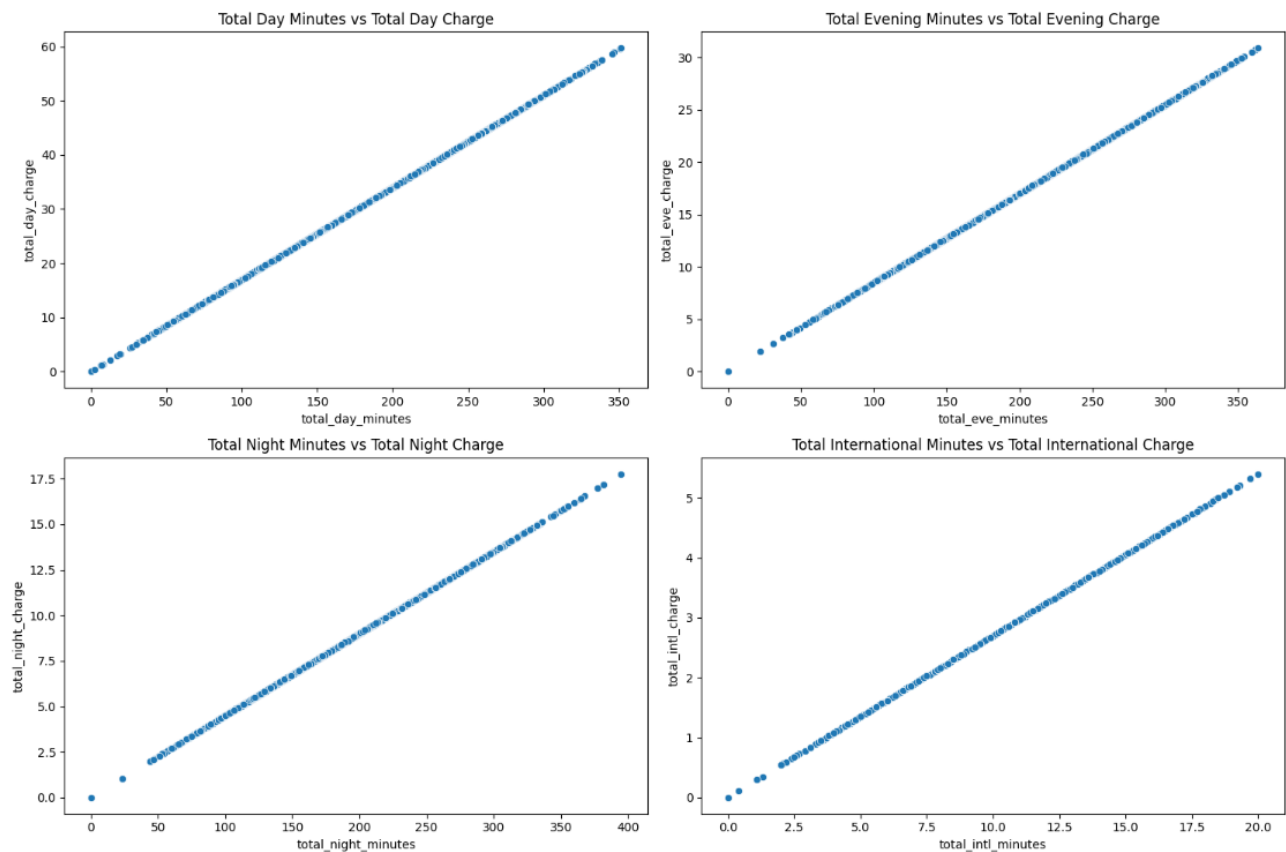 Total Day Minutes vs Total Day Charge
total_day_charge
60
50
40
30
20
10
0
0 50 100 150 200 250 300 350
total_day_minutes
Total Evening Minutes vs Total Evening Charge
total_eve_charge
30
25
20
15
10
5
0
0 50 100 150 200 250 300 350
total_eve_minutes
Total Night Minutes vs Total Night Charge
total_night_charge
17.5
15.0
12.5
10.0
7.5
5.0
2.5
0.0
0 50 100 150 200 250 300 350 400
total_night_minutes
Total International Minutes vs Total International Charge
total_intl_charge
5
4
3
2
1
0
0.0 2.5 5.0 7.5 10.0 12.5 15.0 17.5 20.0
total_intl_minutes